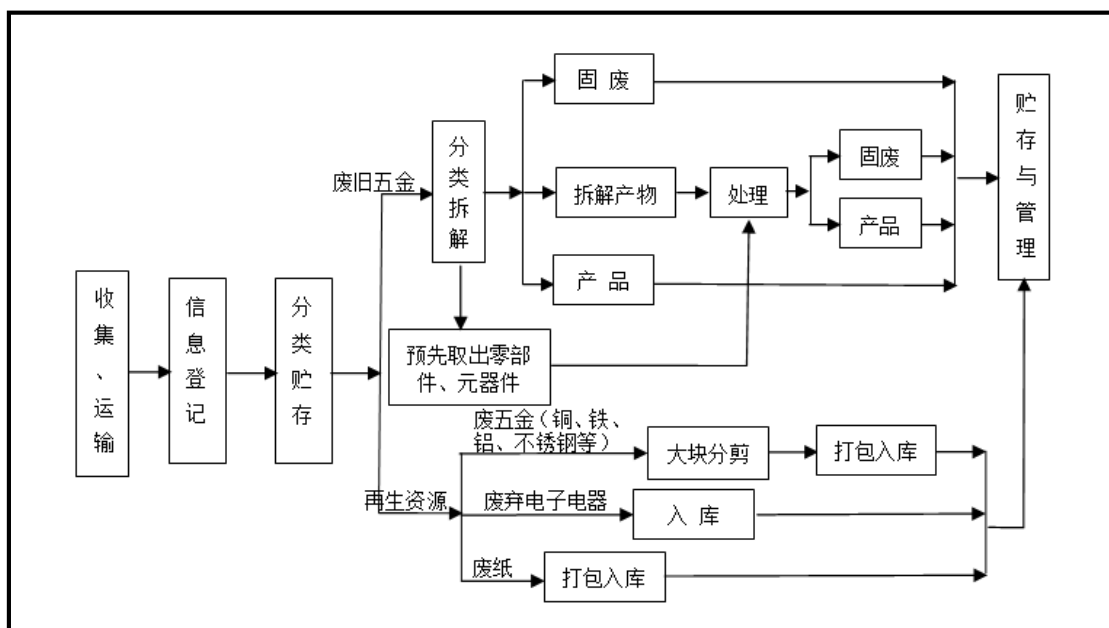 收集、运输
信息登记
分类贮存
废旧五金
分类拆解
固 废
拆解产物
产 品
处理
固废
产品
贮存与管理
预先取出零部
件、元器件
再生资源
废五金（铜、铁、
铝、不锈钢等）
大块分剪
打包入库
废弃电子电器
入 库
废纸
打包入库